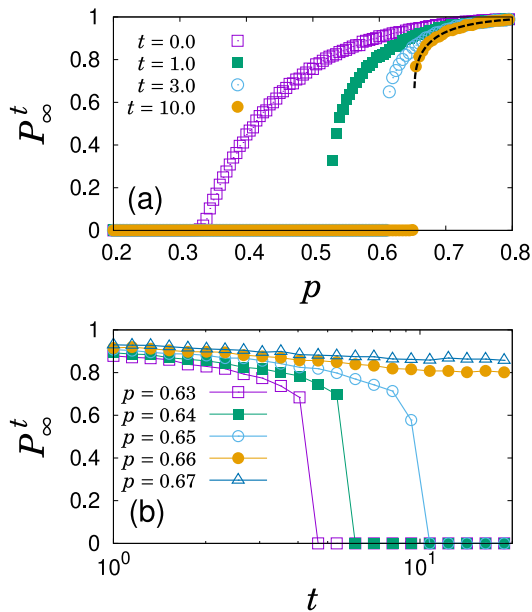 1
0.8
0.6
0.4
0.2
0
P∞^t
t = 0.0
t = 1.0
t = 3.0
t = 10.0
(a)
0.2 0.3 0.4 0.5 0.6 0.7 0.8
p
1
0.8
0.6
0.4
0.2
0
P∞^t
p = 0.63
p = 0.64
p = 0.65
p = 0.66
p = 0.67
(b)
10^0 10^1
t